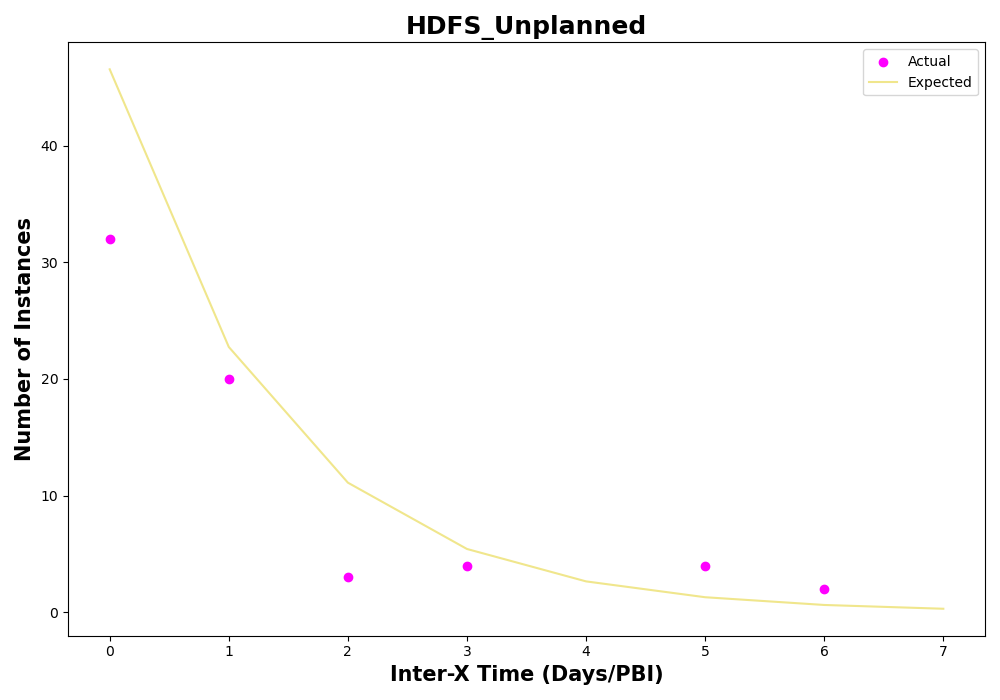 HDFS_Unplanned
Actual
Expected
Number of Instances
40
30
20
10
0
0 1 2 3 4 5 6 7
Inter-X Time (Days/PBI)